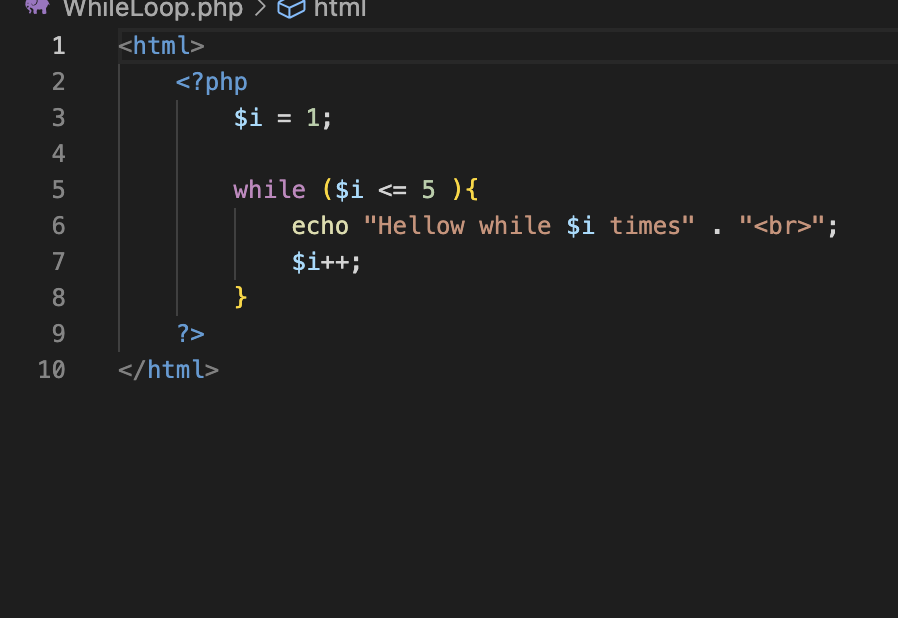 WhileLoop.php > html
1 <html>
2 <?php
3 $i = 1;
4
5 while ($i <= 5 ){
6 echo "Hellow while $i times" . "<br>";
7 $i++;
8 }
9 ?>
10 </html>